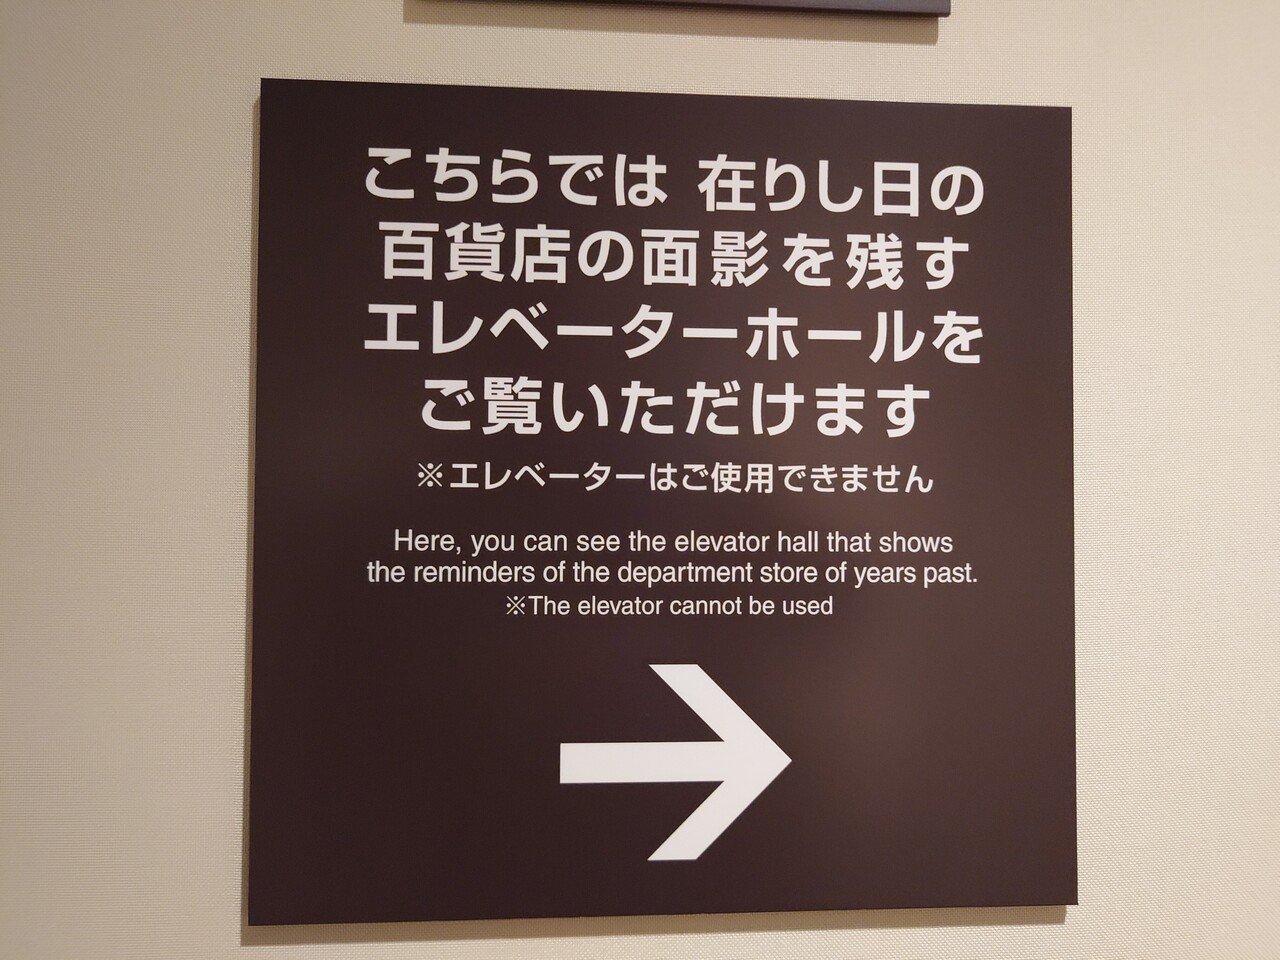 こちらでは 在りし日の
百貨店の面影を残す
エレベーターホールを
ご覧いただけます
※エレベーターはご使用できません
Here, you can see the elevator hall that shows
the reminders of the department store of years past.
※The elevator cannot be used